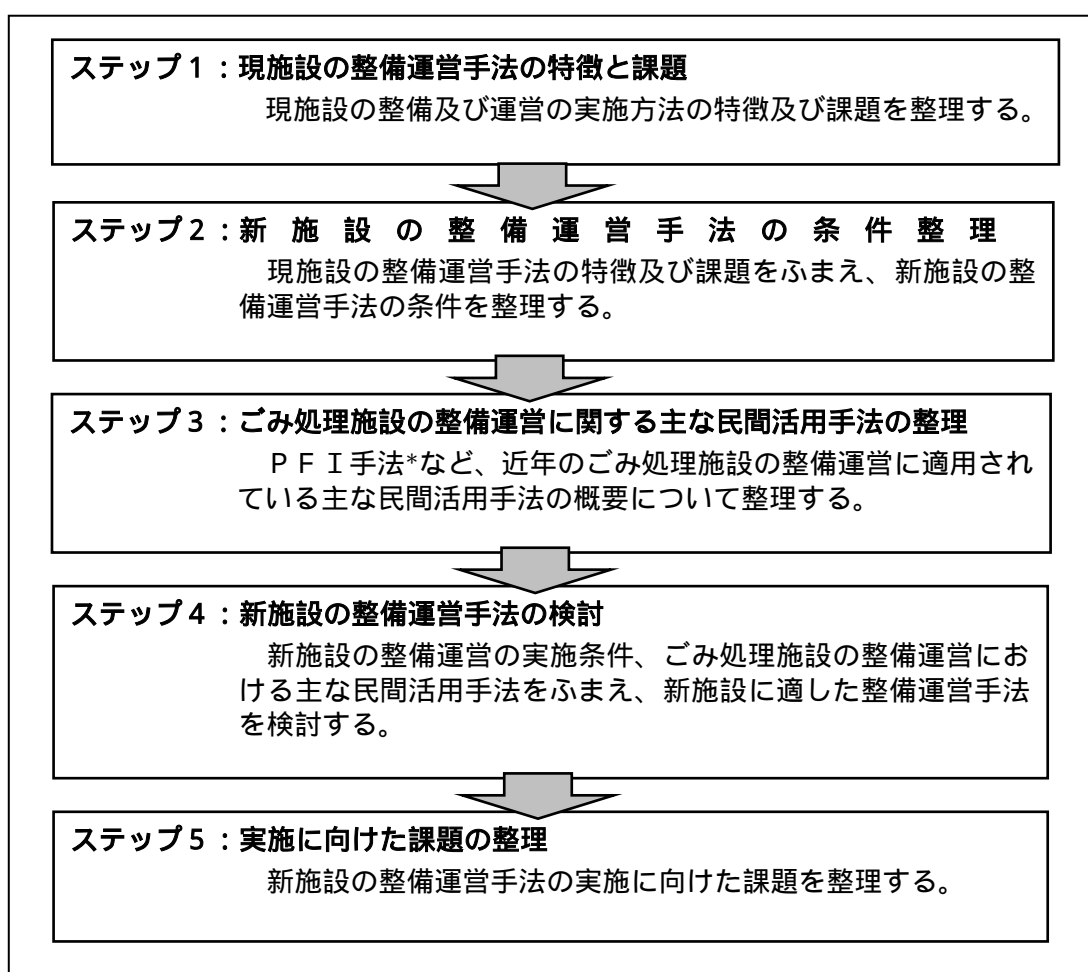 ステップ1:現施設の整備運営手法の特徴と課題
現施設の整備及び運営の実施方法の特徴及び課題を整理する。
ステップ2:新施設の整備運営手法の条件整理
現施設の整備運営手法の特徴及び課題をふまえ、新施設の整
備運営手法の条件を整理する。
ステップ3:ごみ処理施設の整備運営に関する主な民間活用手法の整理
PFI手法*など、近年のごみ処理施設の整備運営に適用され
ている主な民間活用手法の概要について整理する。
ステップ4:新施設の整備運営手法の検討
新施設の整備運営の実施条件、ごみ処理施設の整備運営にお
ける主な民間活用手法をふまえ、新施設に適した整備運営手法
を検討する。
ステップ5:実施に向けた課題の整理
新施設の整備運営手法の実施に向けた課題を整理する。